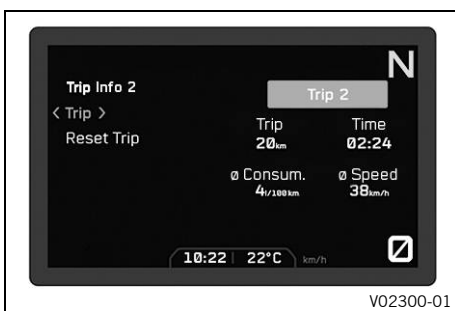 N
Trip Info 2
Trip 2
< Trip >
Trip Time
Reset Trip
20km 02:24
ø Consum. ø Speed
4l/100km 38km/h
10:22 22°C km/h 0
V02300-01